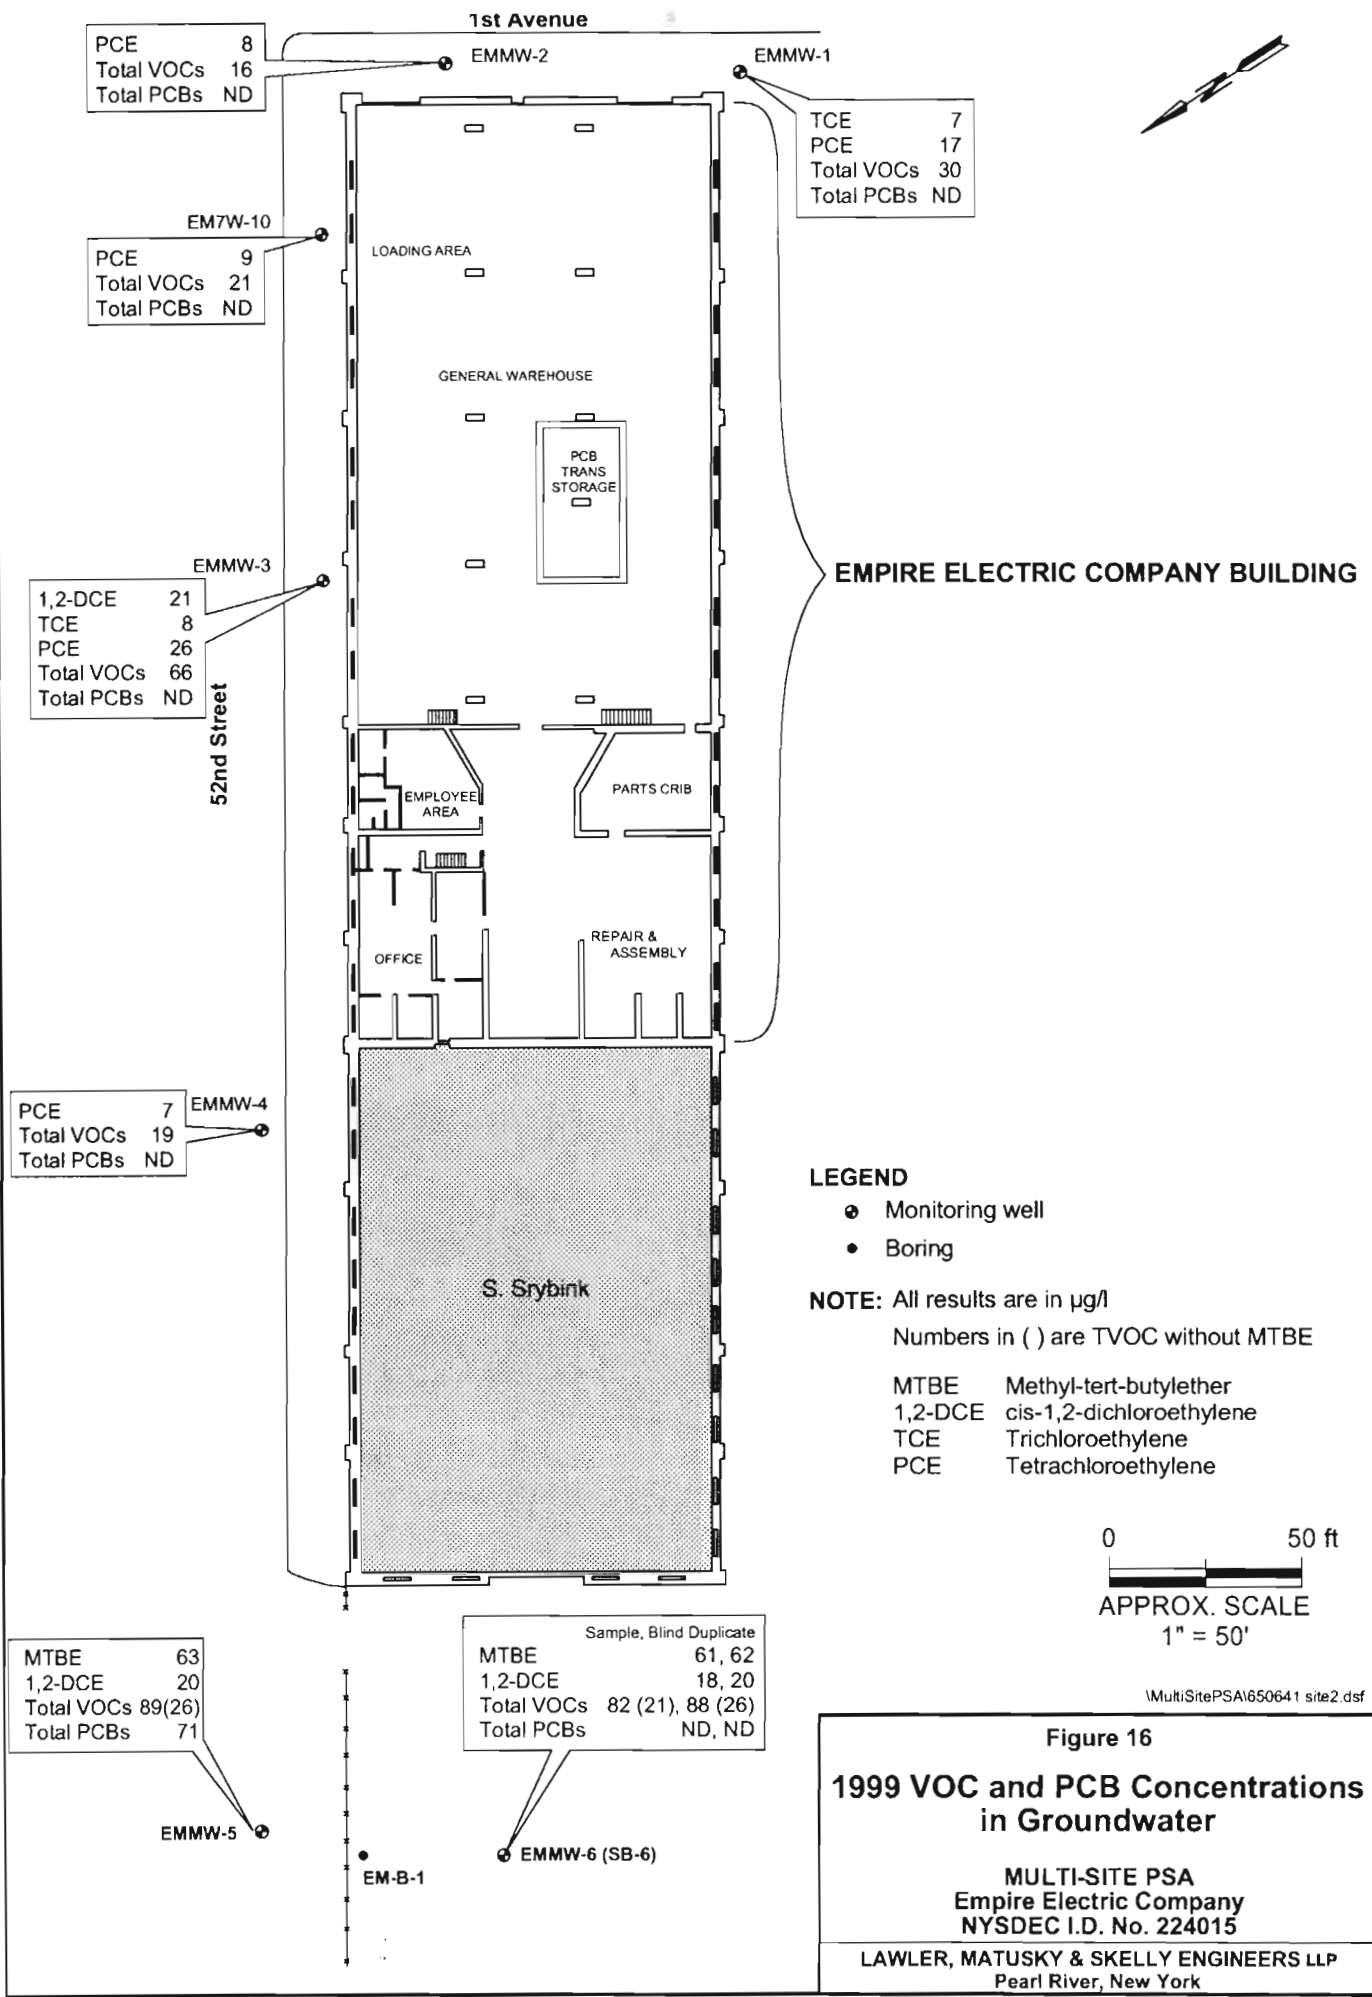 1st Avenue
EMMW-2
EMMW-1
PCE 8
Total VOCs 16
Total PCBs ND
TCE 7
PCE 17
Total VOCs 30
Total PCBs ND
N
EM7W-10
PCE 9
Total VOCs 21
Total PCBs ND
LOADING AREA
GENERAL WAREHOUSE
PCB
TRANS
STORAGE
EMMW-3
1,2-DCE 21
TCE 8
PCE 26
Total VOCs 66
Total PCBs ND
EMPIRE ELECTRIC COMPANY BUILDING
52nd Street
EMPLOYEE
AREA
PARTS CRIB
OFFICE
REPAIR &
ASSEMBLY
EMMW-4
PCE 7
Total VOCs 19
Total PCBs ND
S. Srybink
LEGEND
Monitoring well
Boring
NOTE: All results are in µg/l
Numbers in ( ) are TVOC without MTBE
MTBE Methyl-tert-butylether
1,2-DCE cis-1,2-dichloroethylene
TCE Trichloroethylene
PCE Tetrachloroethylene
0 50 ft
APPROX. SCALE
1" = 50'
MTBE 63
1,2-DCE 20
Total VOCs 89(26)
Total PCBs 71
Sample, Blind Duplicate
MTBE 61, 62
1,2-DCE 18, 20
Total VOCs 82 (21), 88 (26)
Total PCBs ND, ND
EMMW-5
EM-B-1
EMMW-6 (SB-6)
\MultiSitePSA\650641 site2.dsf
Figure 16
1999 VOC and PCB Concentrations
in Groundwater
MULTI-SITE PSA
Empire Electric Company
NYSDEC I.D. No. 224015
LAWLER, MATUSKY & SKELLY ENGINEERS LLP
Pearl River, New York